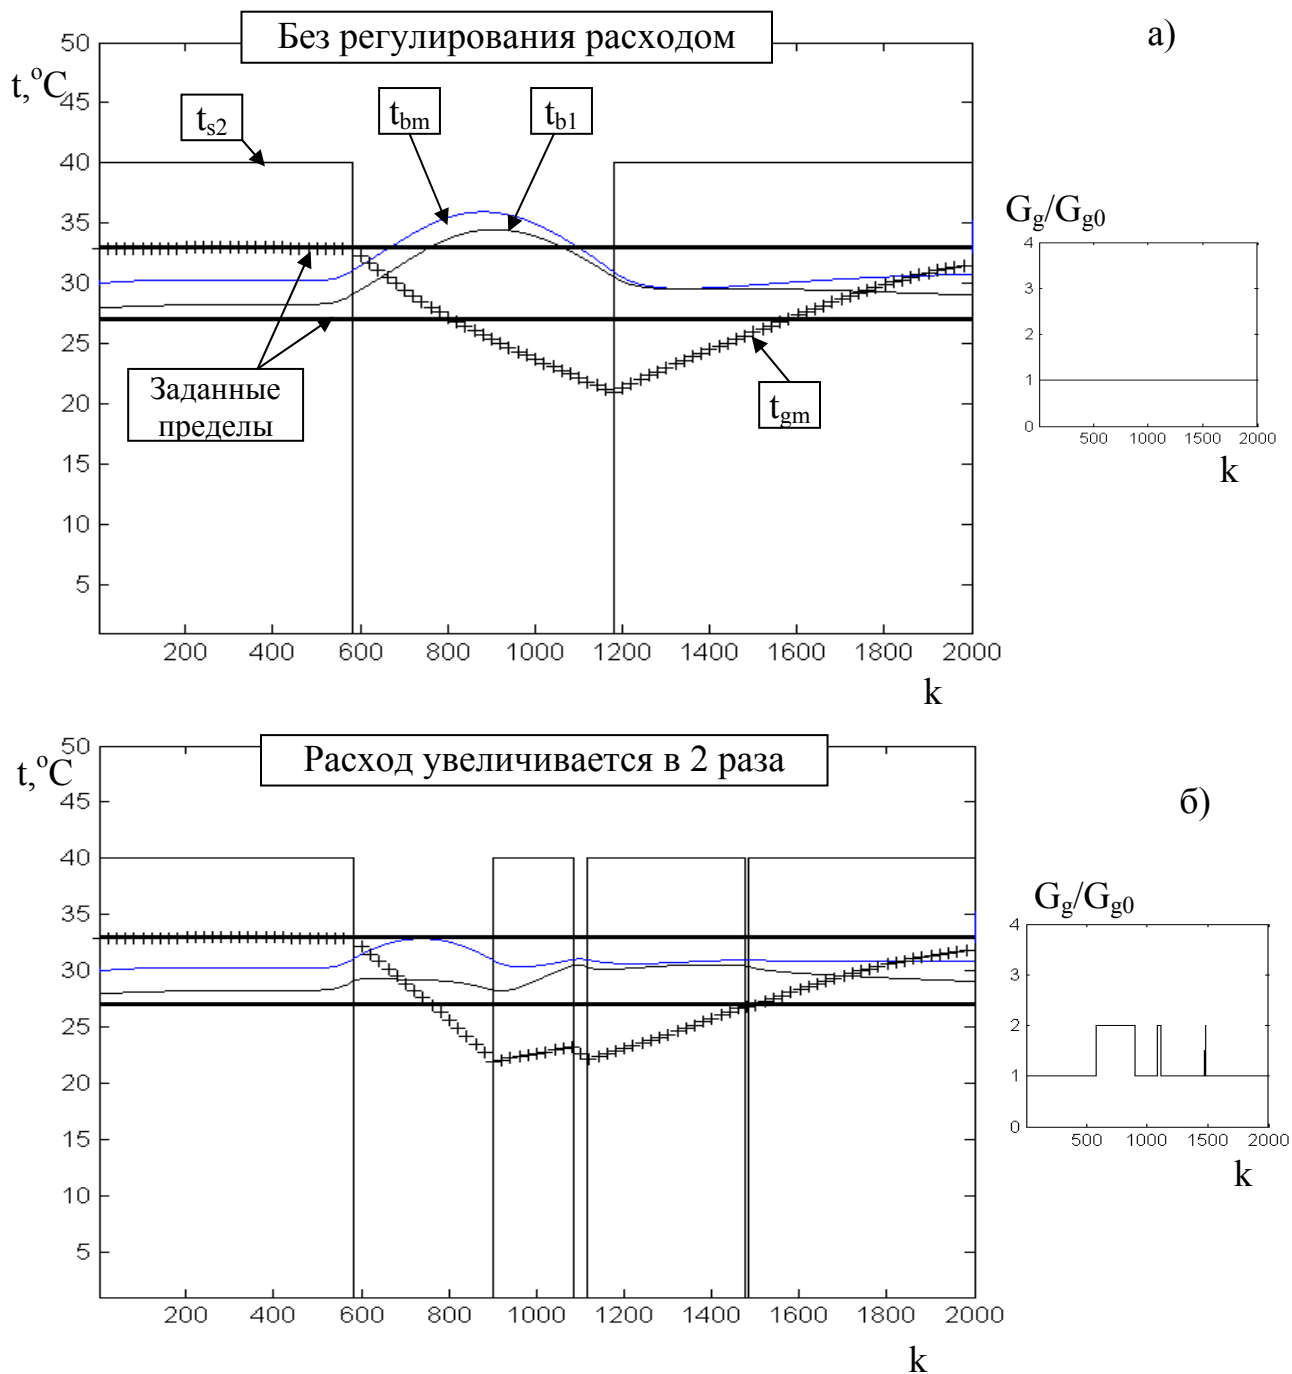 Без регулирования расходом
а)
t,°C
50
45
40
35
30
25
20
15
10
5
t_s2
t_bm
t_b1
Заданные
пределы
t_gm
200 400 600 800 1000 1200 1400 1600 1800 2000
k
G_g/G_g0
4
3
2
1
0
500 1000 1500 2000
k
Расход увеличивается в 2 раза
б)
t,°C
50
45
40
35
30
25
20
15
10
5
200 400 600 800 1000 1200 1400 1600 1800 2000
k
G_g/G_g0
4
3
2
1
0
500 1000 1500 2000
k